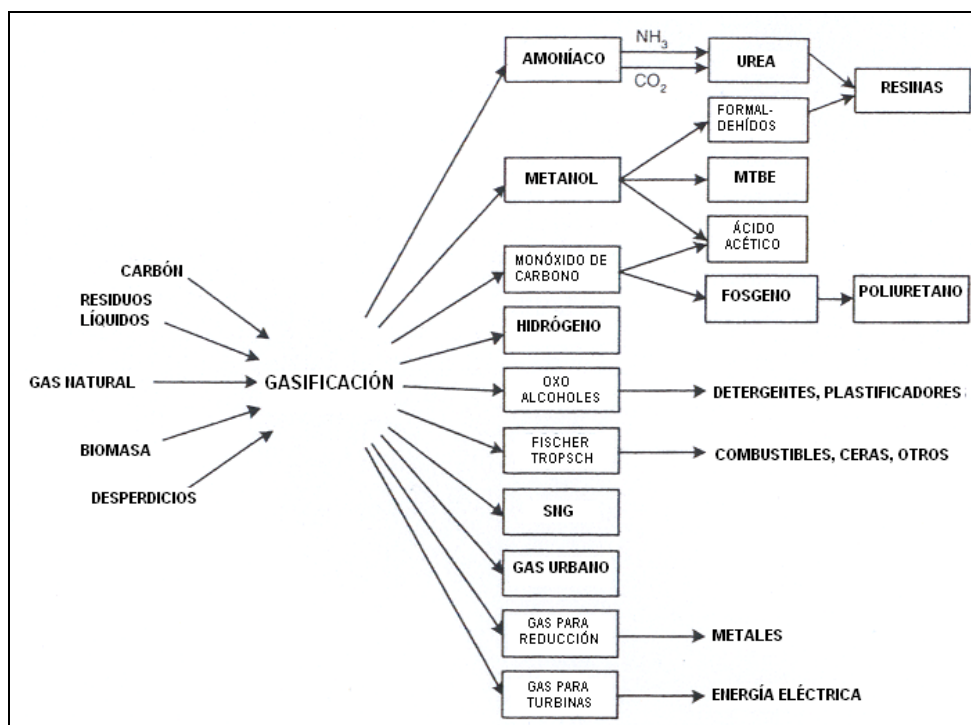 CARBÓN
RESIDUOS
LÍQUIDOS
GAS NATURAL
BIOMASA
DESPERDICIOS
GASIFICACIÓN
AMONÍACO
NH3
CO2
UREA
RESINAS
METANOL
FORMAL-
DEHÍDOS
MTBE
ÁCIDO
ACÉTICO
MONÓXIDO DE
CARBONO
FOSGENO
POLIURETANO
HIDRÓGENO
OXO
ALCOHOLES
DETERGENTES, PLASTIFICADORES
FISCHER
TROPSCH
COMBUSTIBLES, CERAS, OTROS
SNG
GAS URBANO
GAS PARA
REDUCCIÓN
METALES
GAS PARA
TURBINAS
ENERGÍA ELÉCTRICA